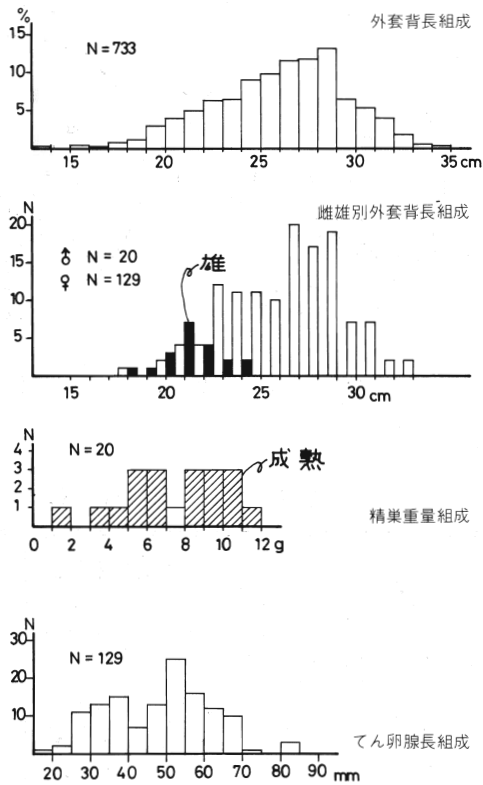 外套背長組成
%
N = 733
15
10
5
15 20 25 30 35 cm
雌雄別外套背長組成
N
20
15
10
5
♂ N = 20
♀ N = 129
雄
15 20 25 30 cm
N
N = 20
成熟
4
3
2
1
精巣重量組成
0 2 4 6 8 10 12 g
N
30
20
10
N = 129
てん卵腺長組成
20 30 40 50 60 70 80 90 mm